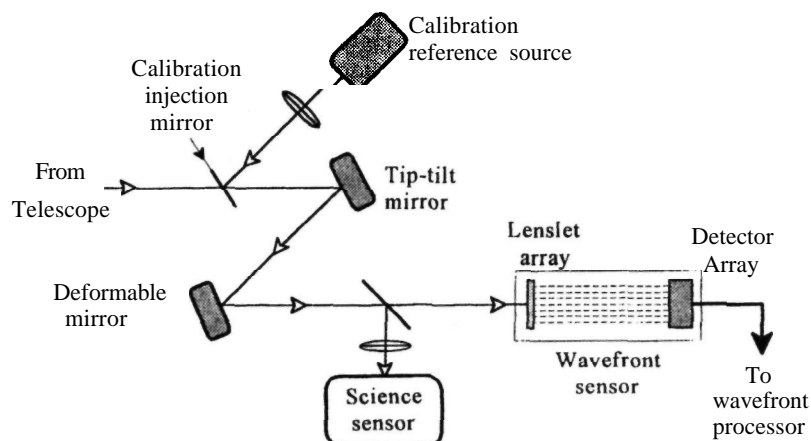 Calibration
reference source
Calibration
injection
mirror
From
Telescope
Tip-tilt
mirror
Lenslet
array
Detector
Array
Deformable
mirror
Wavefront
sensor
Science
sensor
To
wavefront
processor